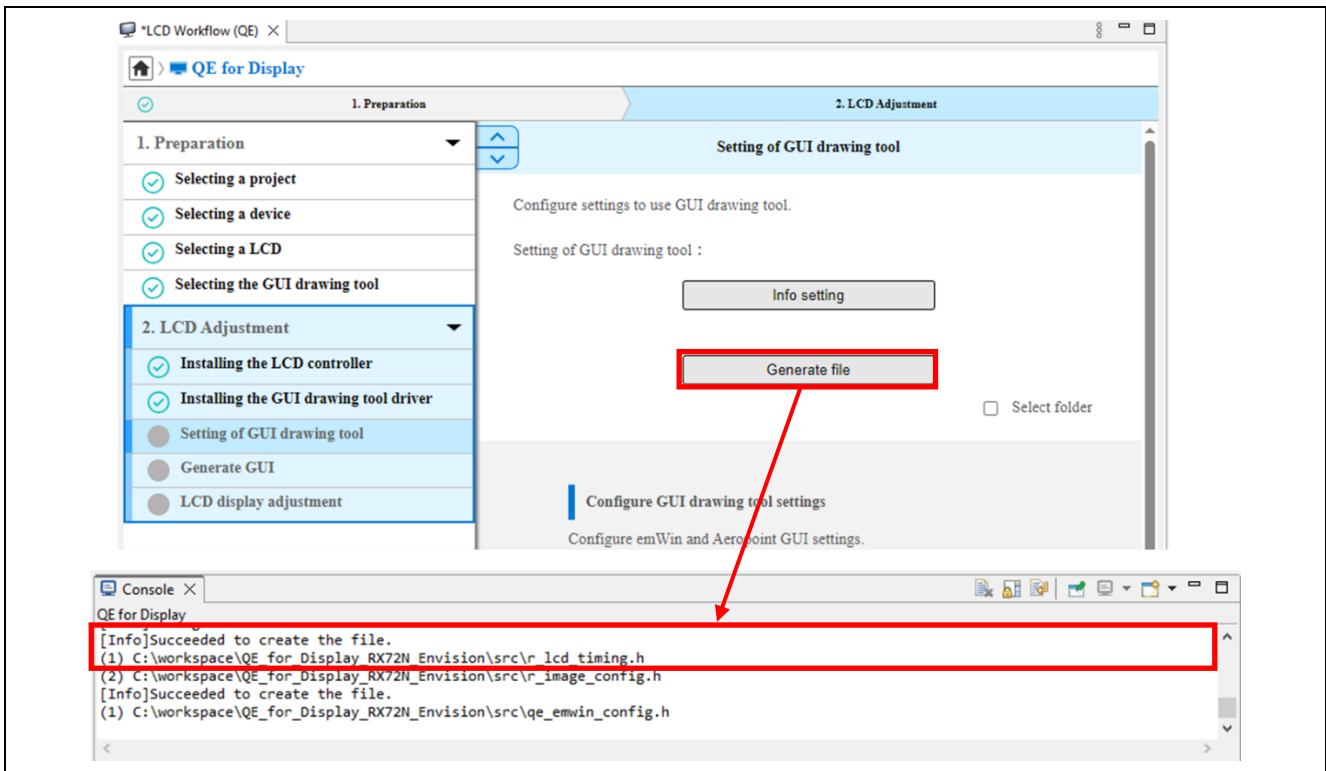 *LCD Workflow (QE)
QE for Display
1. Preparation
2. LCD Adjustment
1. Preparation
Selecting a project
Selecting a device
Selecting a LCD
Selecting the GUI drawing tool
2. LCD Adjustment
Installing the LCD controller
Installing the GUI drawing tool driver
Setting of GUI drawing tool
Generate GUI
LCD display adjustment
Setting of GUI drawing tool
Configure settings to use GUI drawing tool.
Setting of GUI drawing tool :
Info setting
Generate file
Select folder
Configure GUI drawing tool settings
Configure emWin and Aeropoint GUI settings.
Console
QE for Display
[Info]Succeeded to create the file.
(1) C:\workspace\QE_for_Display_RX72N_Envision\src\r_lcd_timing.h
(2) C:\workspace\QE_for_Display_RX72N_Envision\src\r_image_config.h
[Info]Succeeded to create the file.
(1) C:\workspace\QE_for_Display_RX72N_Envision\src\qe_emwin_config.h